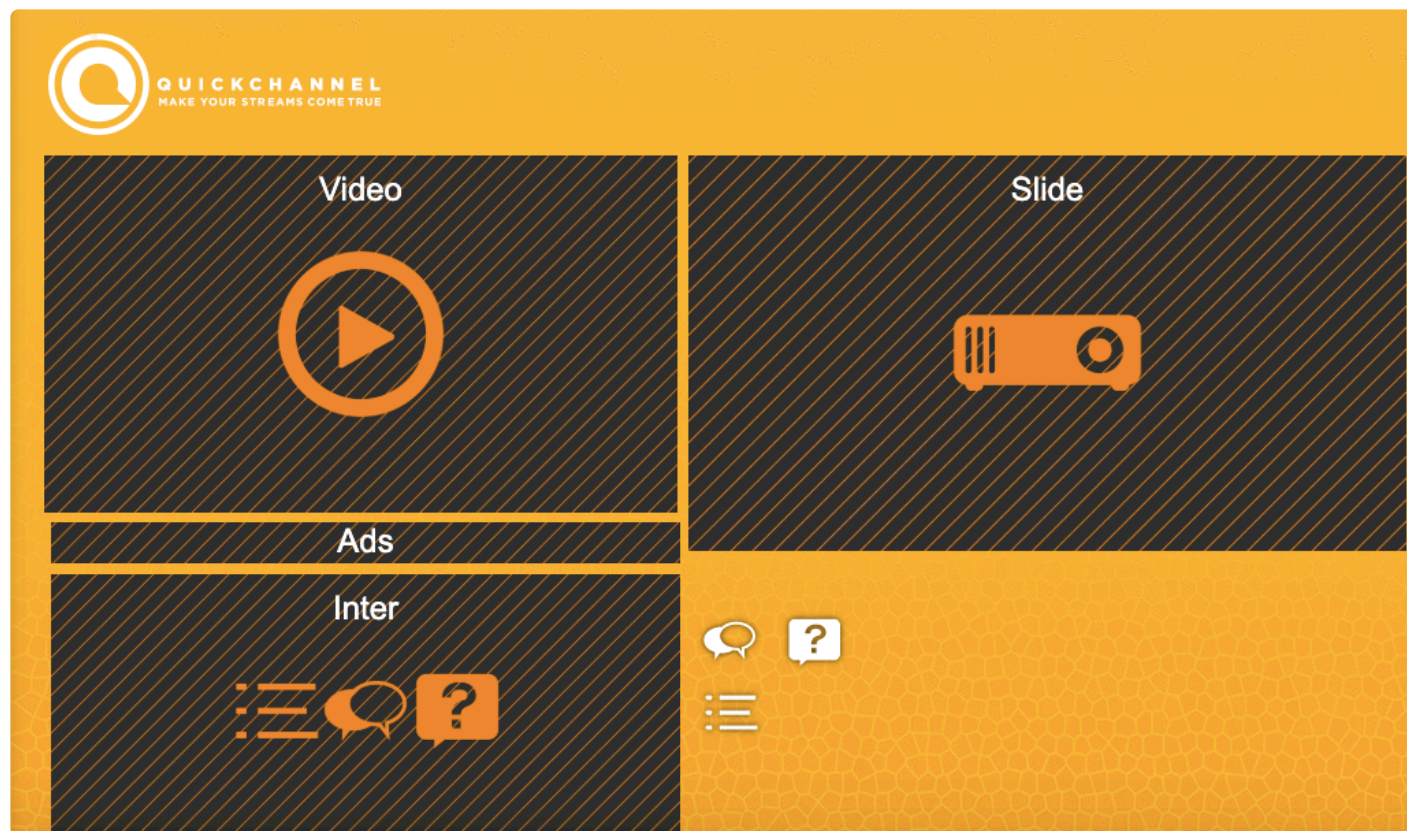 QUICKCHANNEL
MAKE YOUR STREAMS COME TRUE
Video
Slide
Ads
Inter
?
?